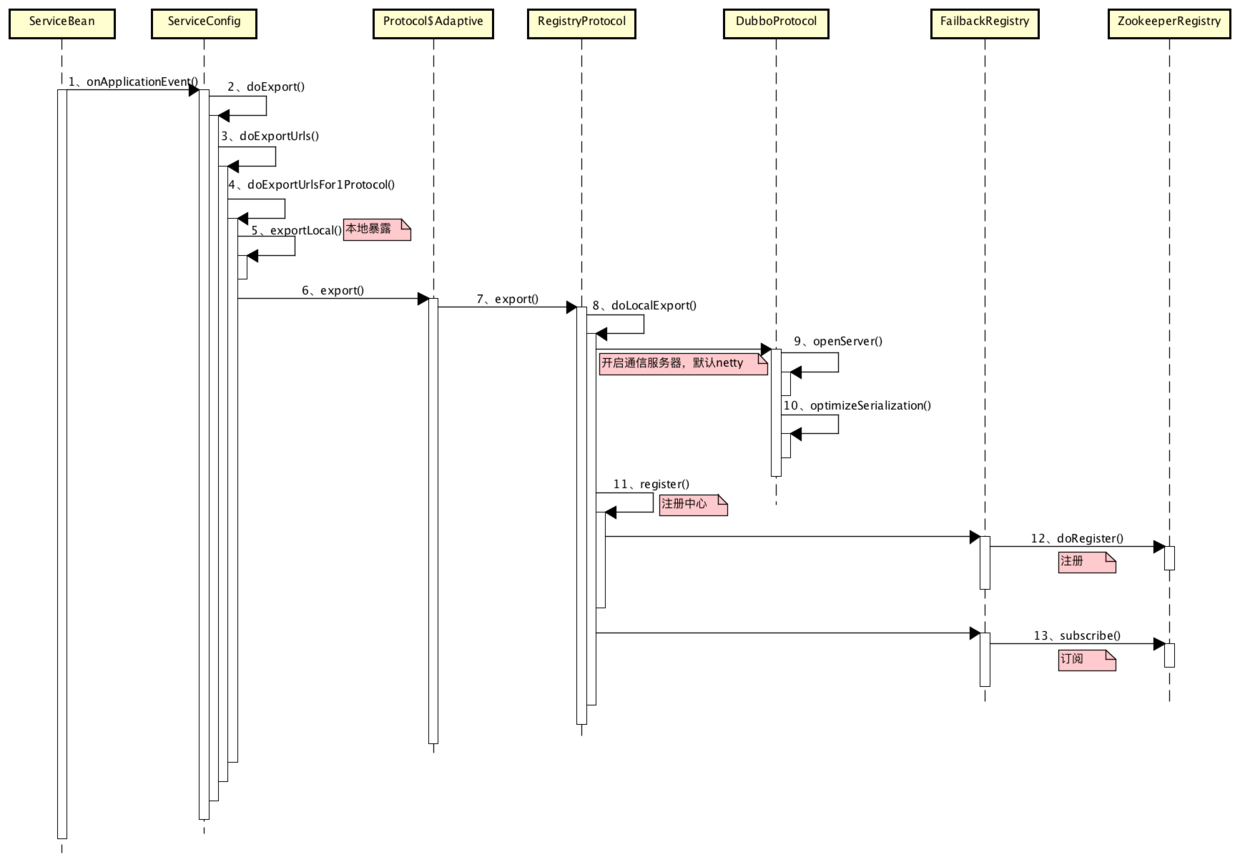 ServiceBean
ServiceConfig
Protocol$Adaptive
RegistryProtocol
DubboProtocol
FailbackRegistry
ZookeeperRegistry
1、onApplicationEvent()
2、doExport()
3、doExportUrls()
4、doExportUrlsFor1Protocol()
5、exportLocal()
本地暴露
6、export()
7、export()
8、doLocalExport()
开启通信服务器，默认netty
9、openServer()
10、optimizeSerialization()
11、register()
注册中心
12、doRegister()
注册
13、subscribe()
订阅